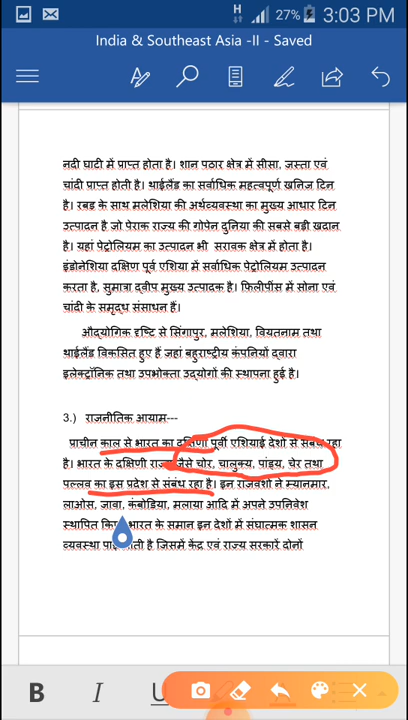 H 27% 3:03 PM
India & Southeast Asia -II - Saved
नदी घाटी में प्राप्त होता है। शान पठार क्षेत्र में सीसा, जस्ता एवं
चांदी प्राप्त होती है। थाईलैंड का सर्वाधिक महत्वपूर्ण खनिज टिन
है। रबड़ के साथ मलेशिया की अर्थव्यवस्था का मुख्य आधार टिन
उत्पादन है जो पेराक राज्य की गोपेन दुनिया की सबसे बड़ी खदान
है। यहां पेट्रोलियम का उत्पादन भी सरावक क्षेत्र में होता है।
इंडोनेशिया दक्षिण पूर्व एशिया में सर्वाधिक पेट्रोलियम उत्पादन
करता है, सुमात्रा द्वीप मुख्य उत्पादक है। फिलीपींस में सोना एवं
चांदी के समृद्ध संसाधन हैं।
औद्योगिक दृष्टि से सिंगापुर, मलेशिया, वियतनाम तथा
थाईलैंड विकसित हुए हैं जहां बहुराष्ट्रीय कंपनियों द्वारा
इलेक्ट्रॉनिक तथा उपभोक्ता उद्योगों की स्थापना हुई है।
3.) राजनीतिक आयाम---
प्राचीन काल से भारत का दक्षिणी पूर्वी एशियाई देशों से संबंध रहा
है। भारत के दक्षिणी जैसे चोर, चालुक्य, पांड्य, चेर तथा
पल्लव का इस प्रदेश से संबंध रहा है। इन राजवंशों ने म्यानमार,
लाओस, जावा, कंबोडिया, मलाया आदि में अपने उपनिवेश
स्थापित भारत के समान इन देशों में संघात्मक शासन
व्यवस्था है जिसमें केंद्र एवं राज्य सरकारें दोनों
B I U